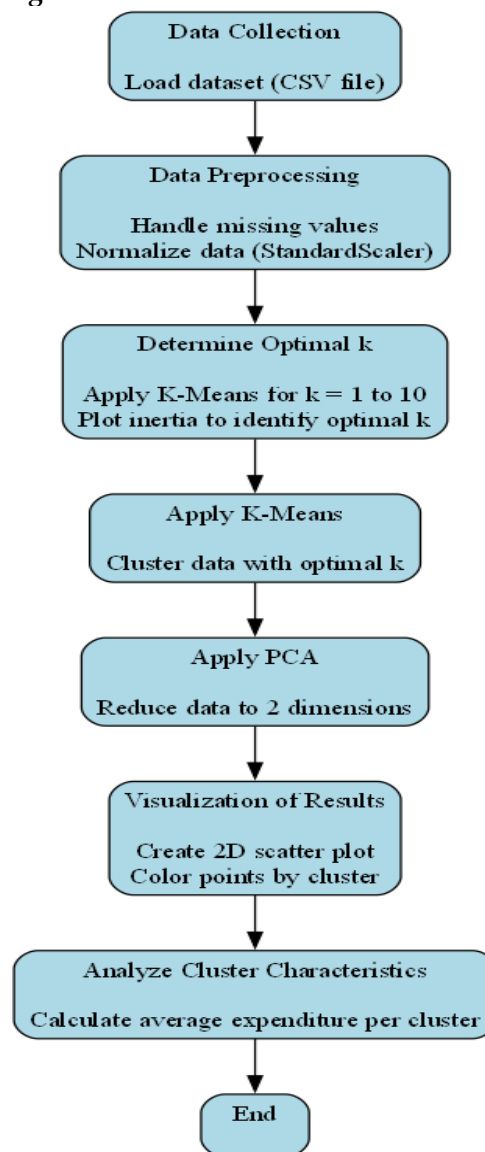 Data Collection
Load dataset (CSV file)
Data Preprocessing
Handle missing values
Normalize data (StandardScaler)
Determine Optimal k
Apply K-Means for k = 1 to 10
Plot inertia to identify optimal k
Apply K-Means
Cluster data with optimal k
Apply PCA
Reduce data to 2 dimensions
Visualization of Results
Create 2D scatter plot
Color points by cluster
Analyze Cluster Characteristics
Calculate average expenditure per cluster
End